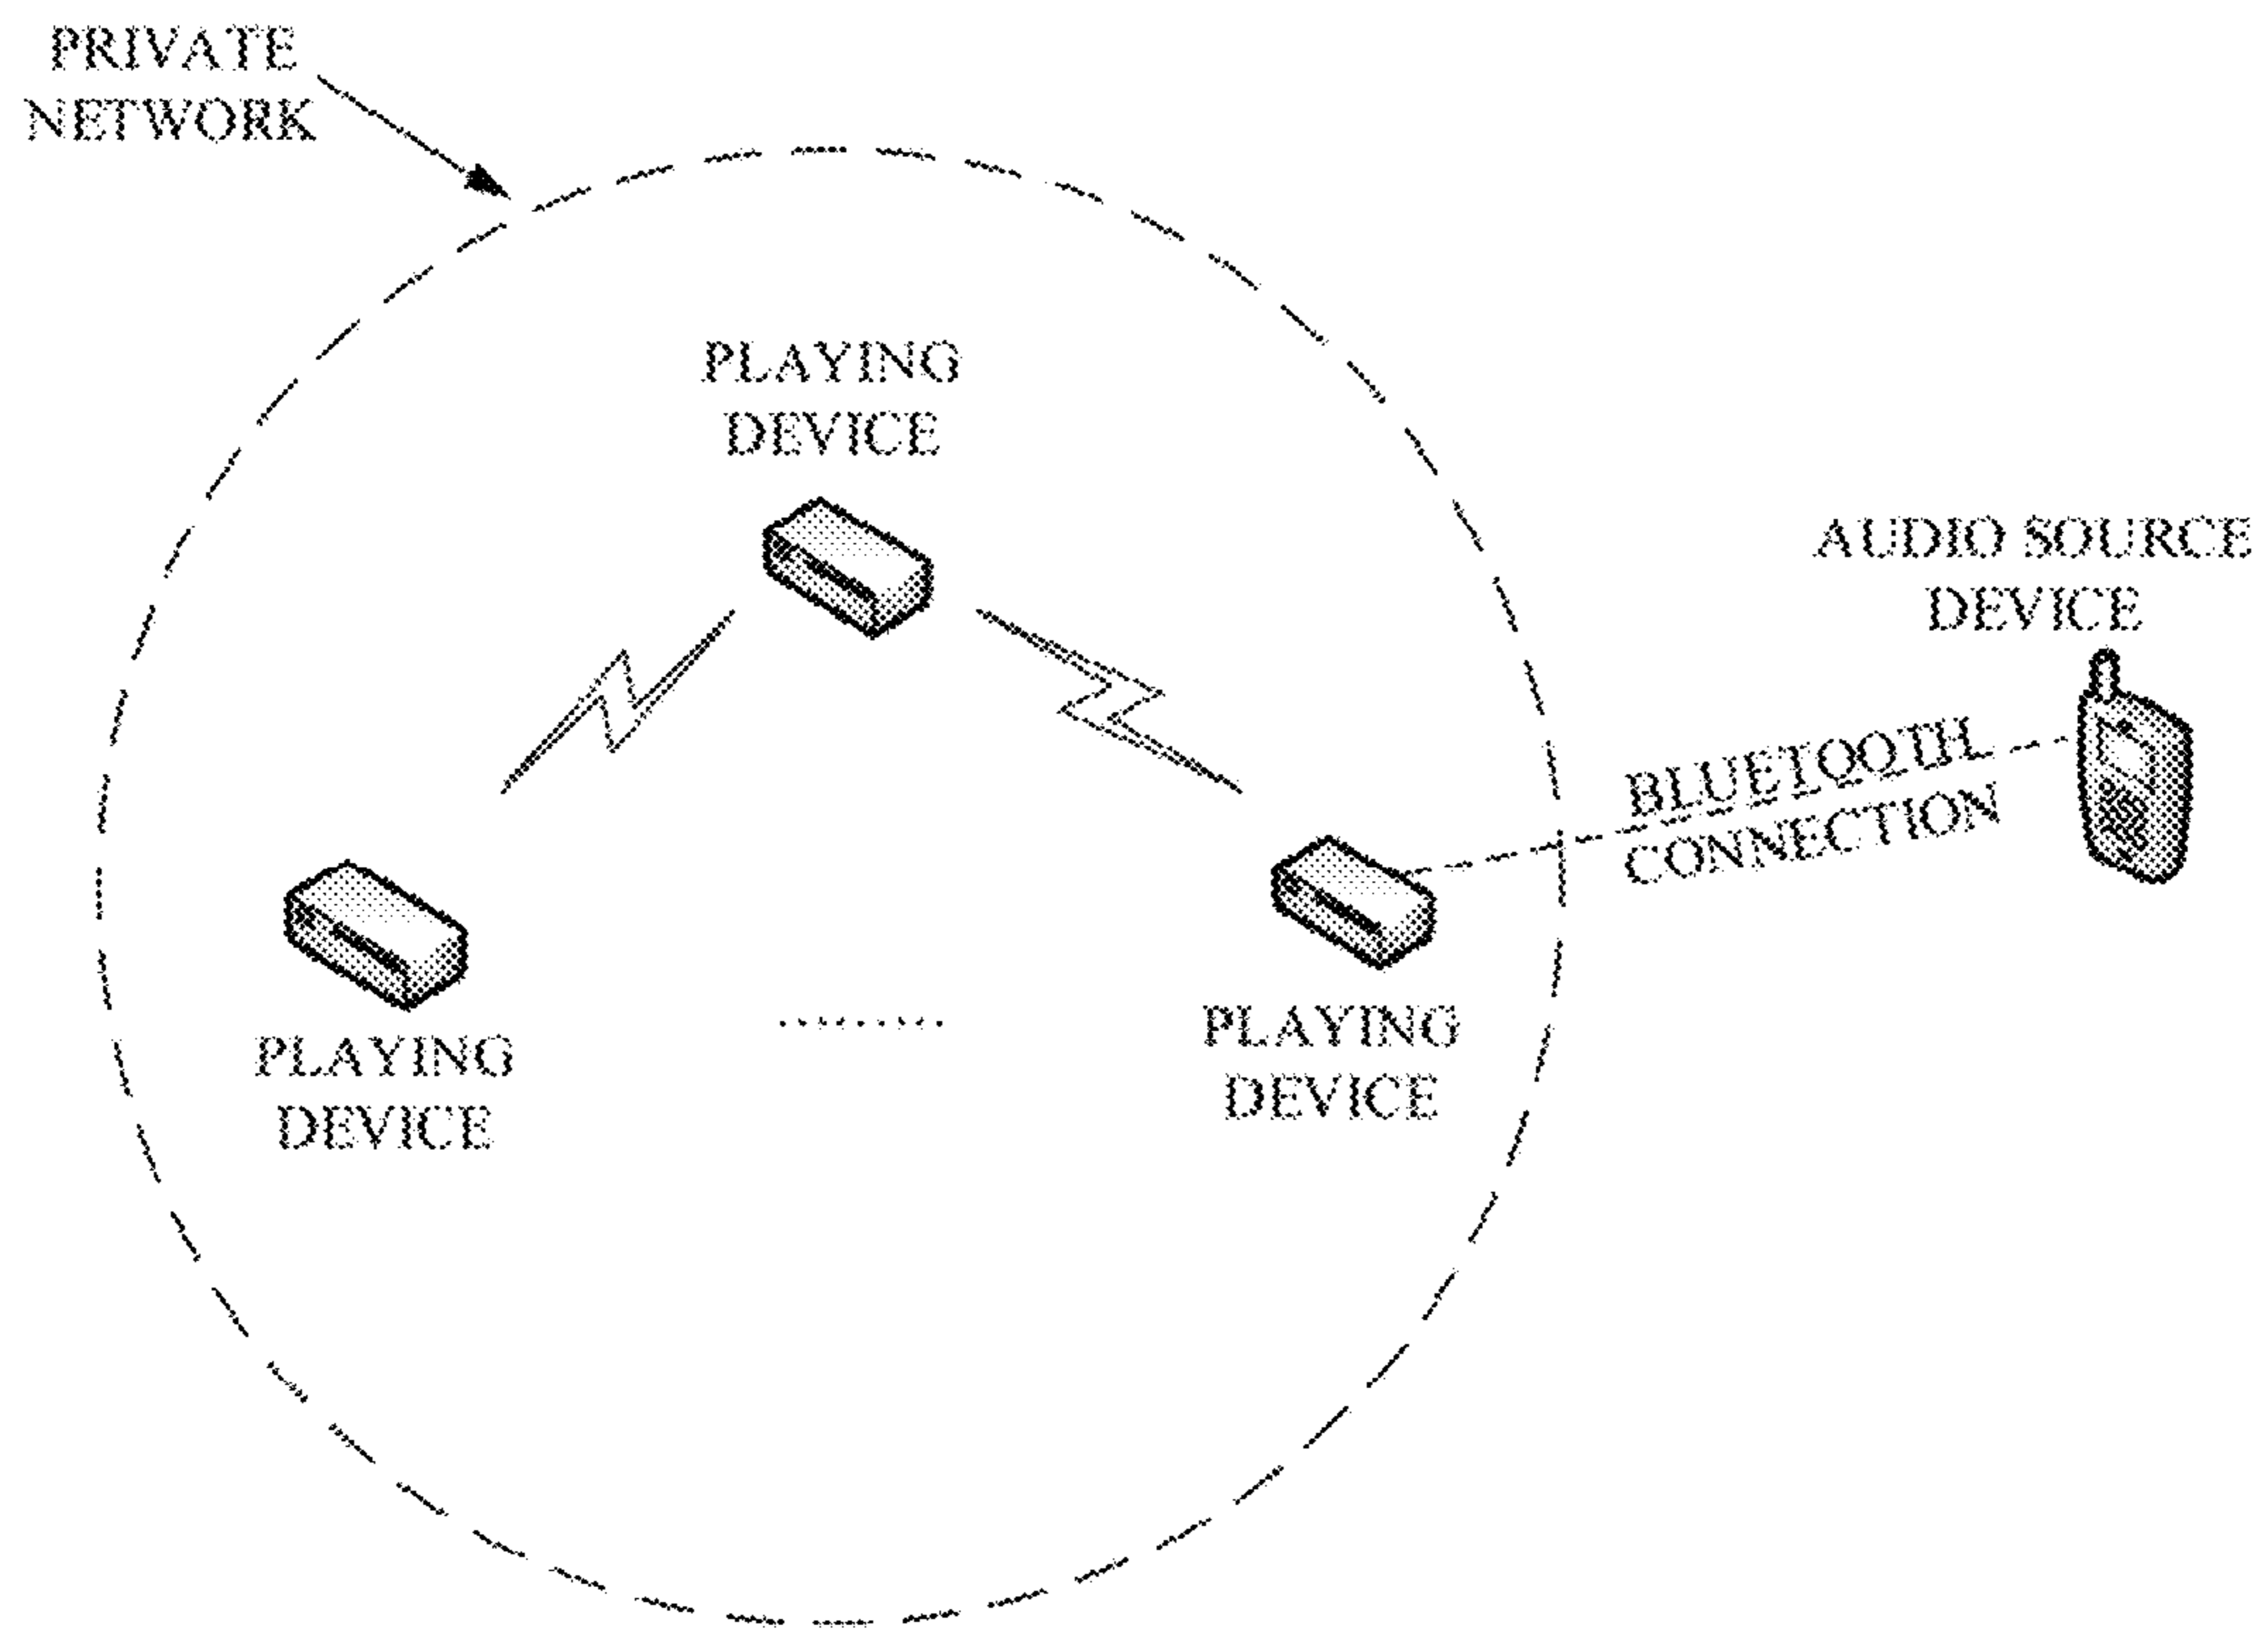 PRIVATE
NETWORK
PLAYING
DEVICE
AUDIO SOURCE
DEVICE
BLUETOOTH
CONNECTION
PLAYING
DEVICE
........
PLAYING
DEVICE